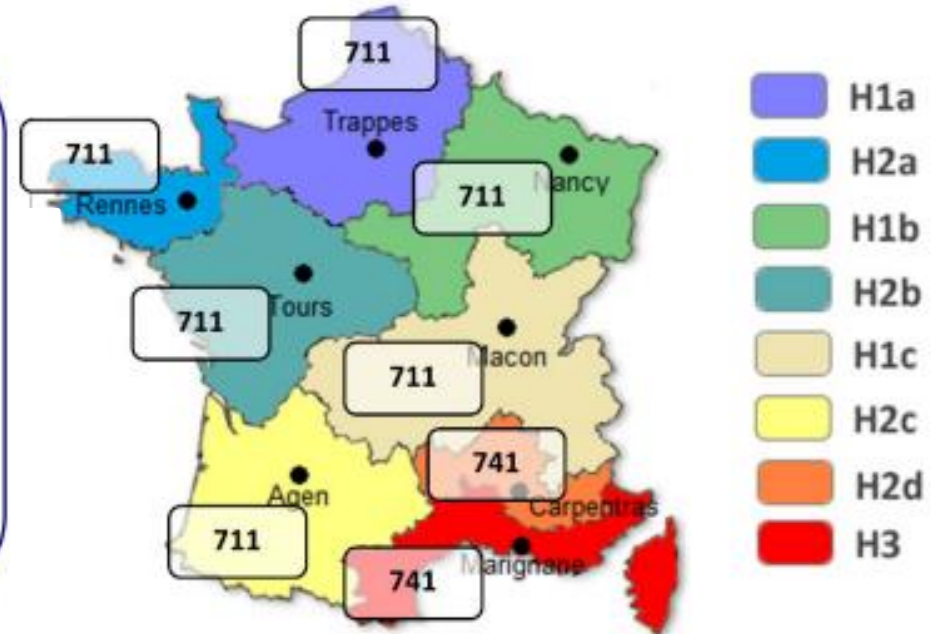 711
Trappes
711
Rennes
711
Nancy
711
Tours
711
Macon
741
Carpentras
Agen
711
741
Marignane
H1a
H2a
H1b
H2b
H1c
H2c
H2d
H3